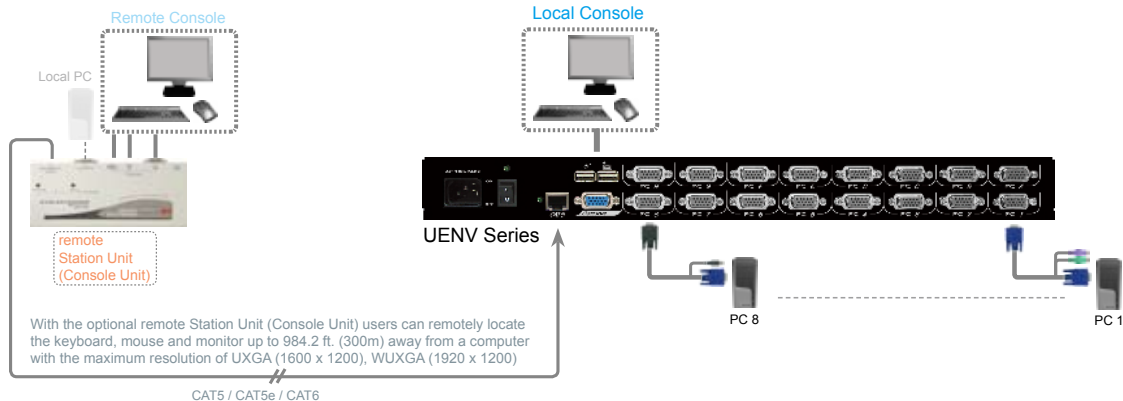 Remote Console
Local Console
Local PC
remote
Station Unit
(Console Unit)
UENV Series
PC 8
PC 1
With the optional remote Station Unit (Console Unit) users can remotely locate
the keyboard, mouse and monitor up to 984.2 ft. (300m) away from a computer
with the maximum resolution of UXGA (1600 x 1200), WUXGA (1920 x 1200)
CAT5 / CAT5e / CAT6